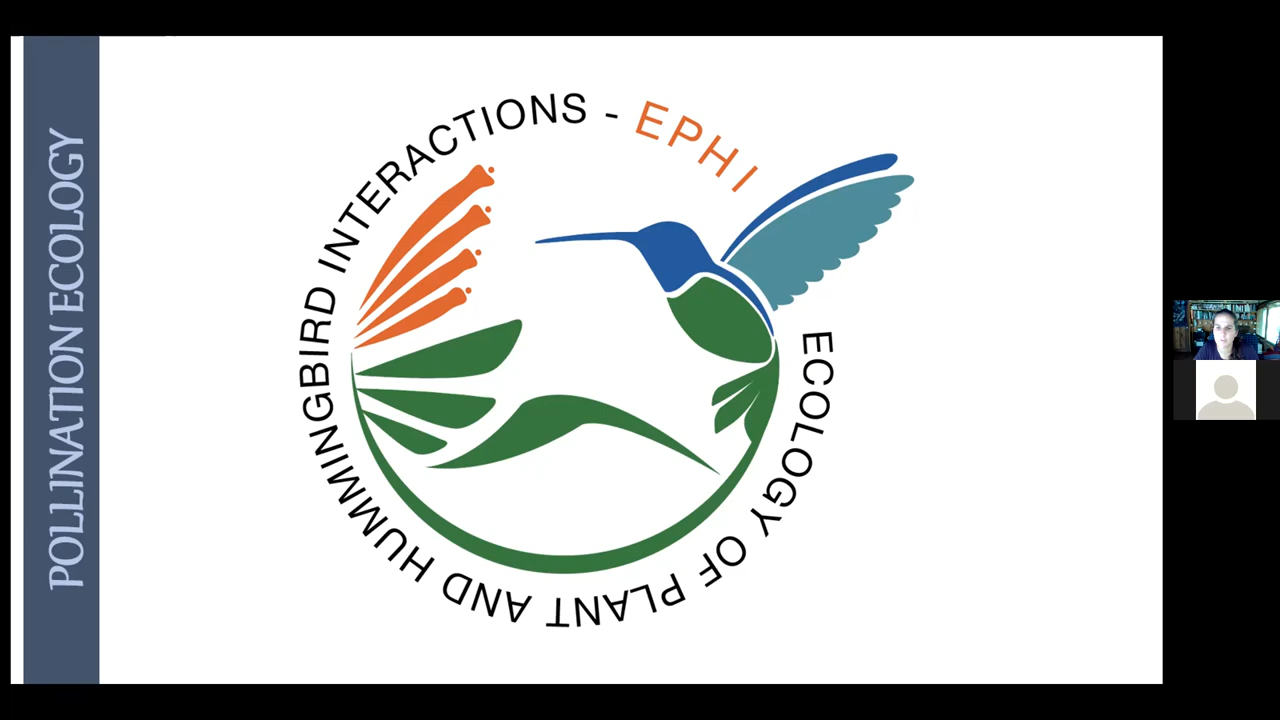 POLLINATION ECOLOGY
ECOLOGY OF PLANT AND HUMMINGBIRD INTERACTIONS - EPHI